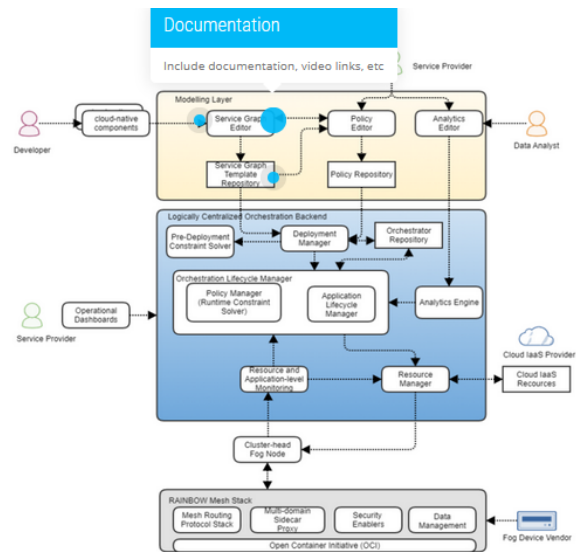 Documentation
Include documentation, video links, etc
Service Provider
Modelling Layer
Developer
cloud-native
components
Service Graph
Editor
Policy
Editor
Analytics
Editor
Data Analyst
Service Graph
Template
Repository
Policy Repository
Logically Centralized Orchestration Backend
Pre-Deployment
Constraint Solver
Deployment
Manager
Orchestrator
Repository
Orchestration Lifecycle Manager
Policy Manager
(Runtime Constraint
Solver)
Application
Lifecycle
Manager
Analytics Engine
Service Provider
Operational
Dashboards
Cloud IaaS Provider
Resource and
Application-level
Monitoring
Resource
Manager
Cloud IaaS
Recources
Cluster-head
Fog Node
RAINBOW Mesh Stack
Mesh Routing
Protocol Stack
Multi-domain
Sidecar
Proxy
Security
Enablers
Data
Management
Open Container Initiative (OCI)
Fog Device Vendor